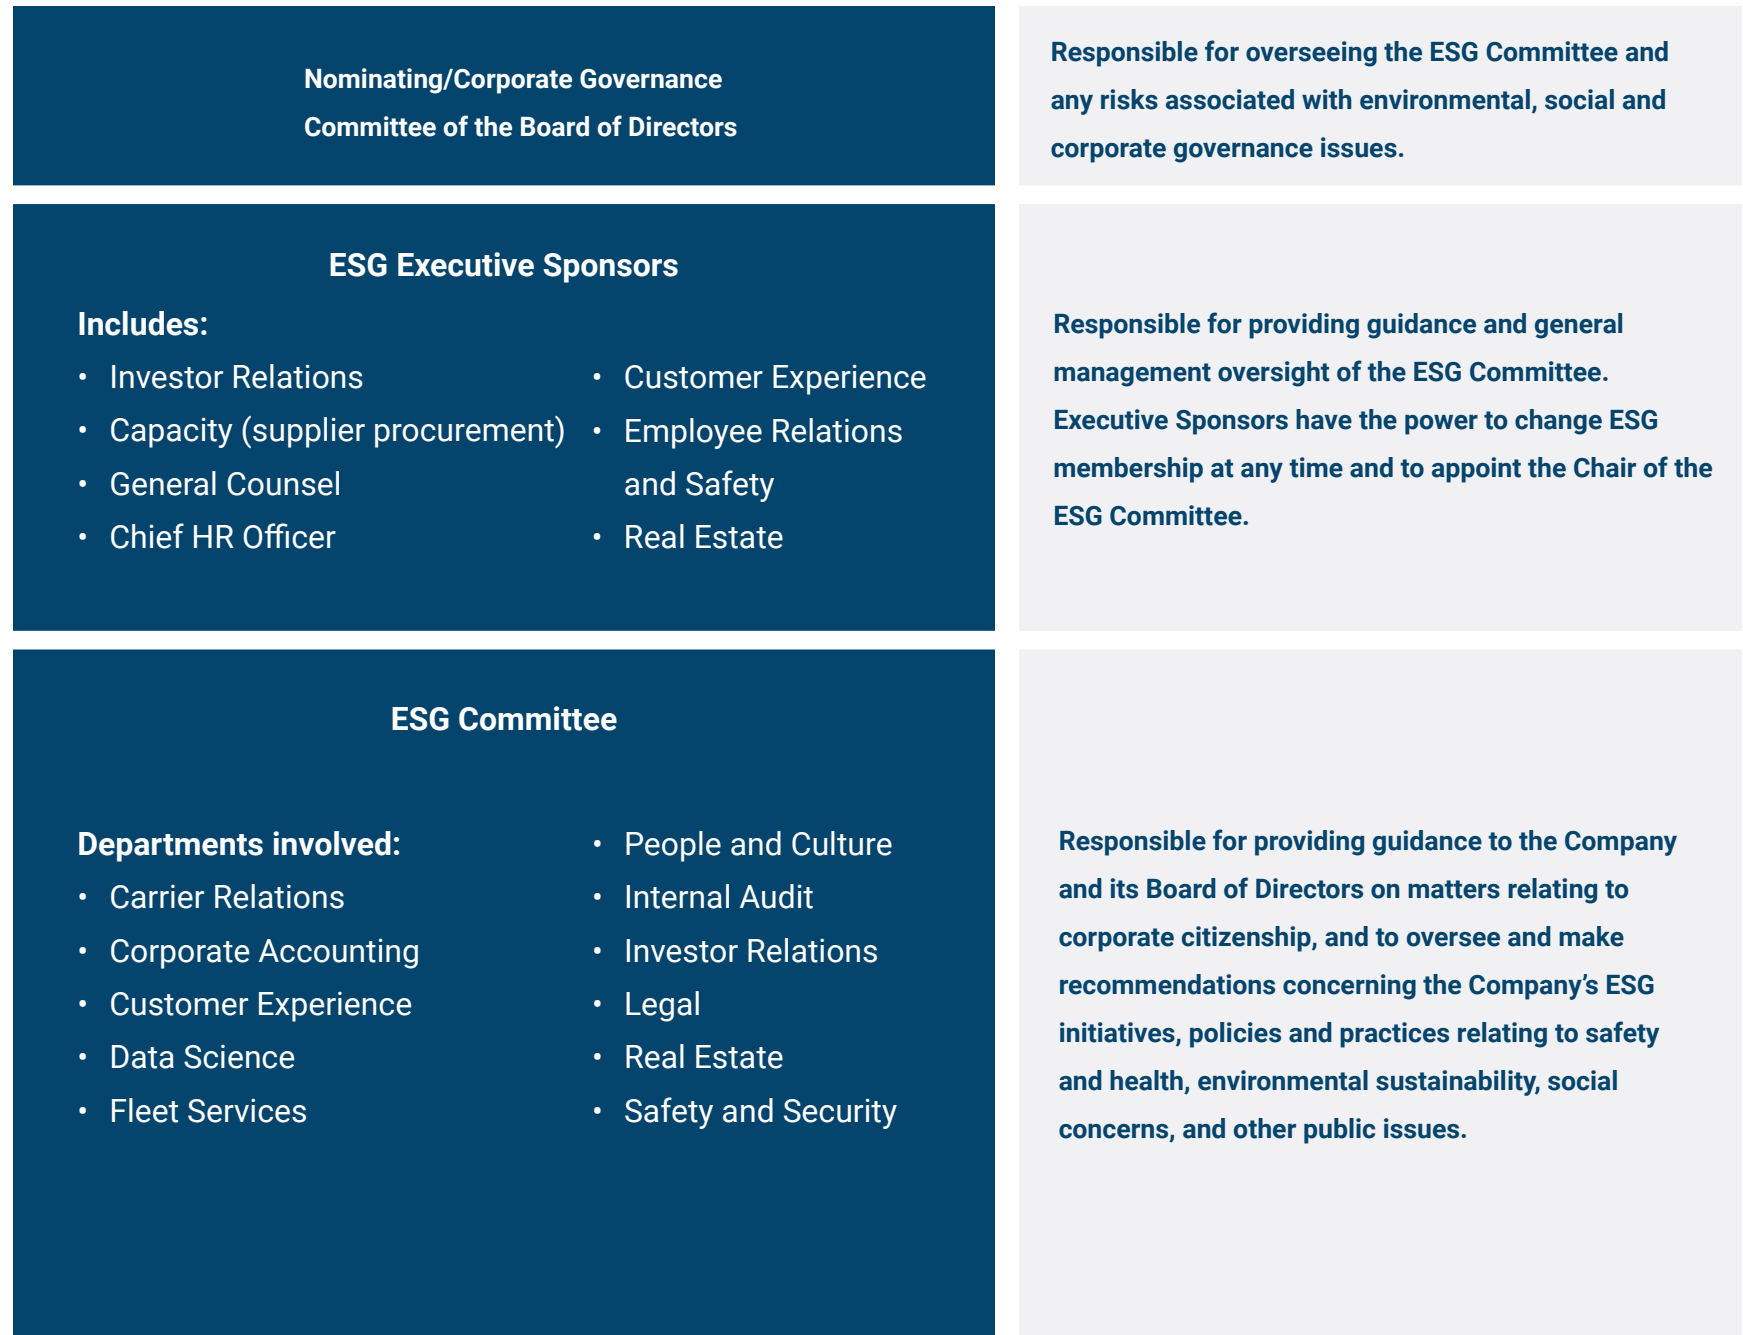 Nominating/Corporate Governance
Committee of the Board of Directors
Responsible for overseeing the ESG Committee and
any risks associated with environmental, social and
corporate governance issues.
ESG Executive Sponsors
Includes:
• Investor Relations
• Capacity (supplier procurement)
• General Counsel
• Chief HR Officer
• Customer Experience
• Employee Relations
and Safety
• Real Estate
Responsible for providing guidance and general
management oversight of the ESG Committee.
Executive Sponsors have the power to change ESG
membership at any time and to appoint the Chair of the
ESG Committee.
ESG Committee
Departments involved:
• Carrier Relations
• Corporate Accounting
• Customer Experience
• Data Science
• Fleet Services
• People and Culture
• Internal Audit
• Investor Relations
• Legal
• Real Estate
• Safety and Security
Responsible for providing guidance to the Company
and its Board of Directors on matters relating to
corporate citizenship, and to oversee and make
recommendations concerning the Company’s ESG
initiatives, policies and practices relating to safety
and health, environmental sustainability, social
concerns, and other public issues.